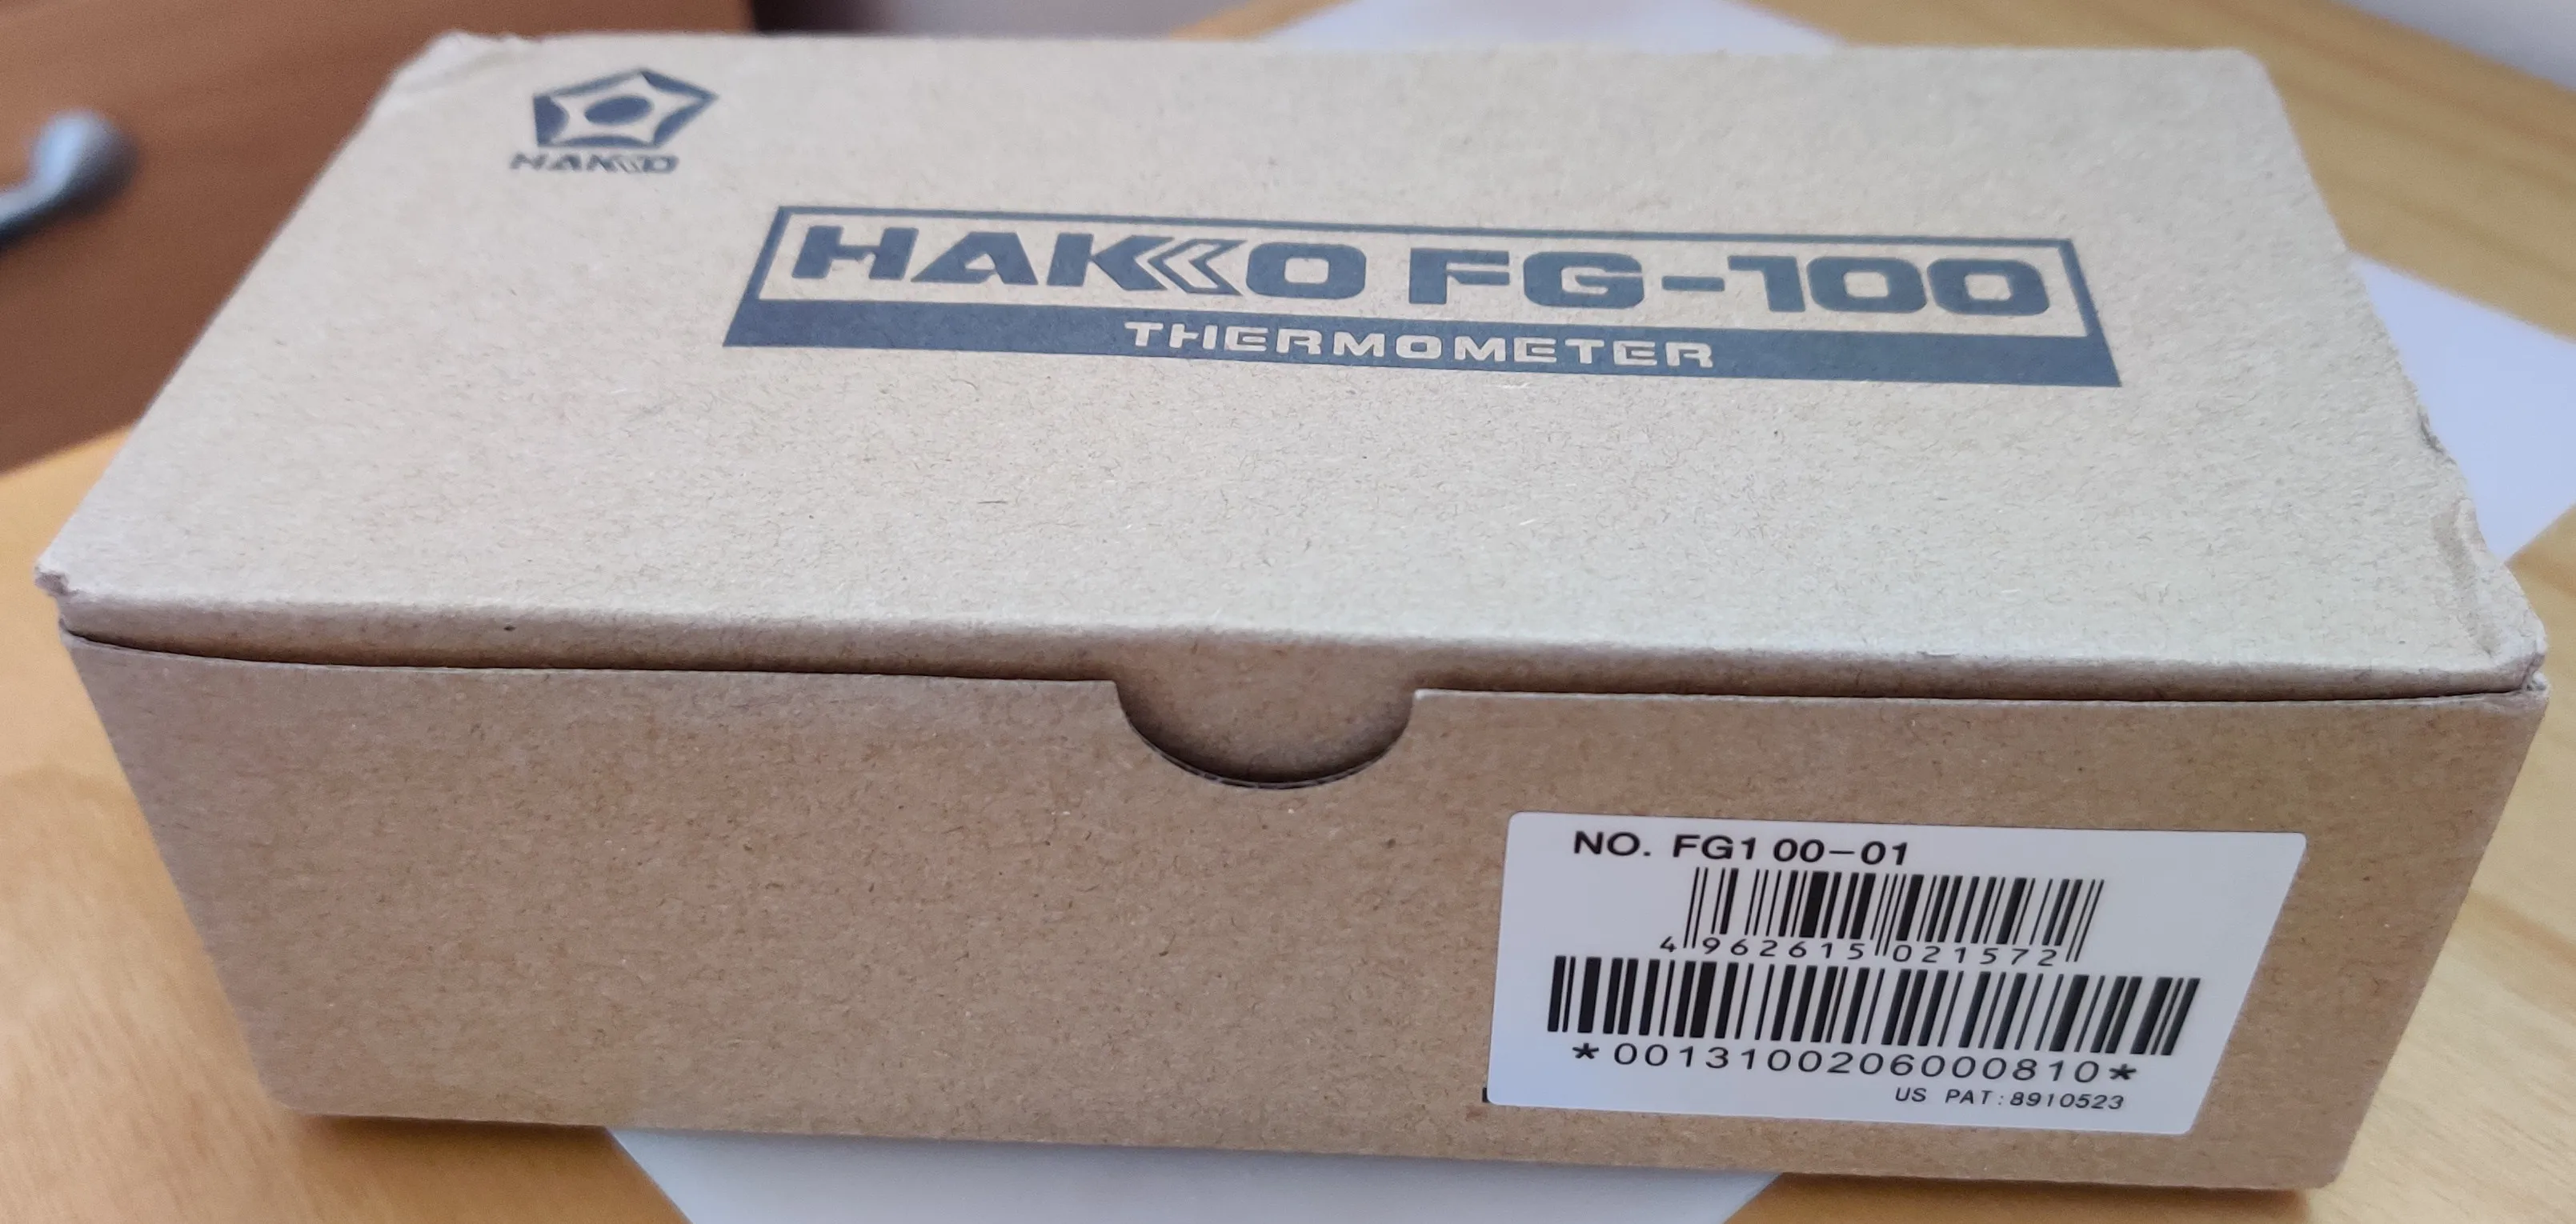 HAKKO
HAKKO FG-100
THERMOMETER
NO. FG100-01
4 962615 021572
*0013100206000810*
US PAT:8910523